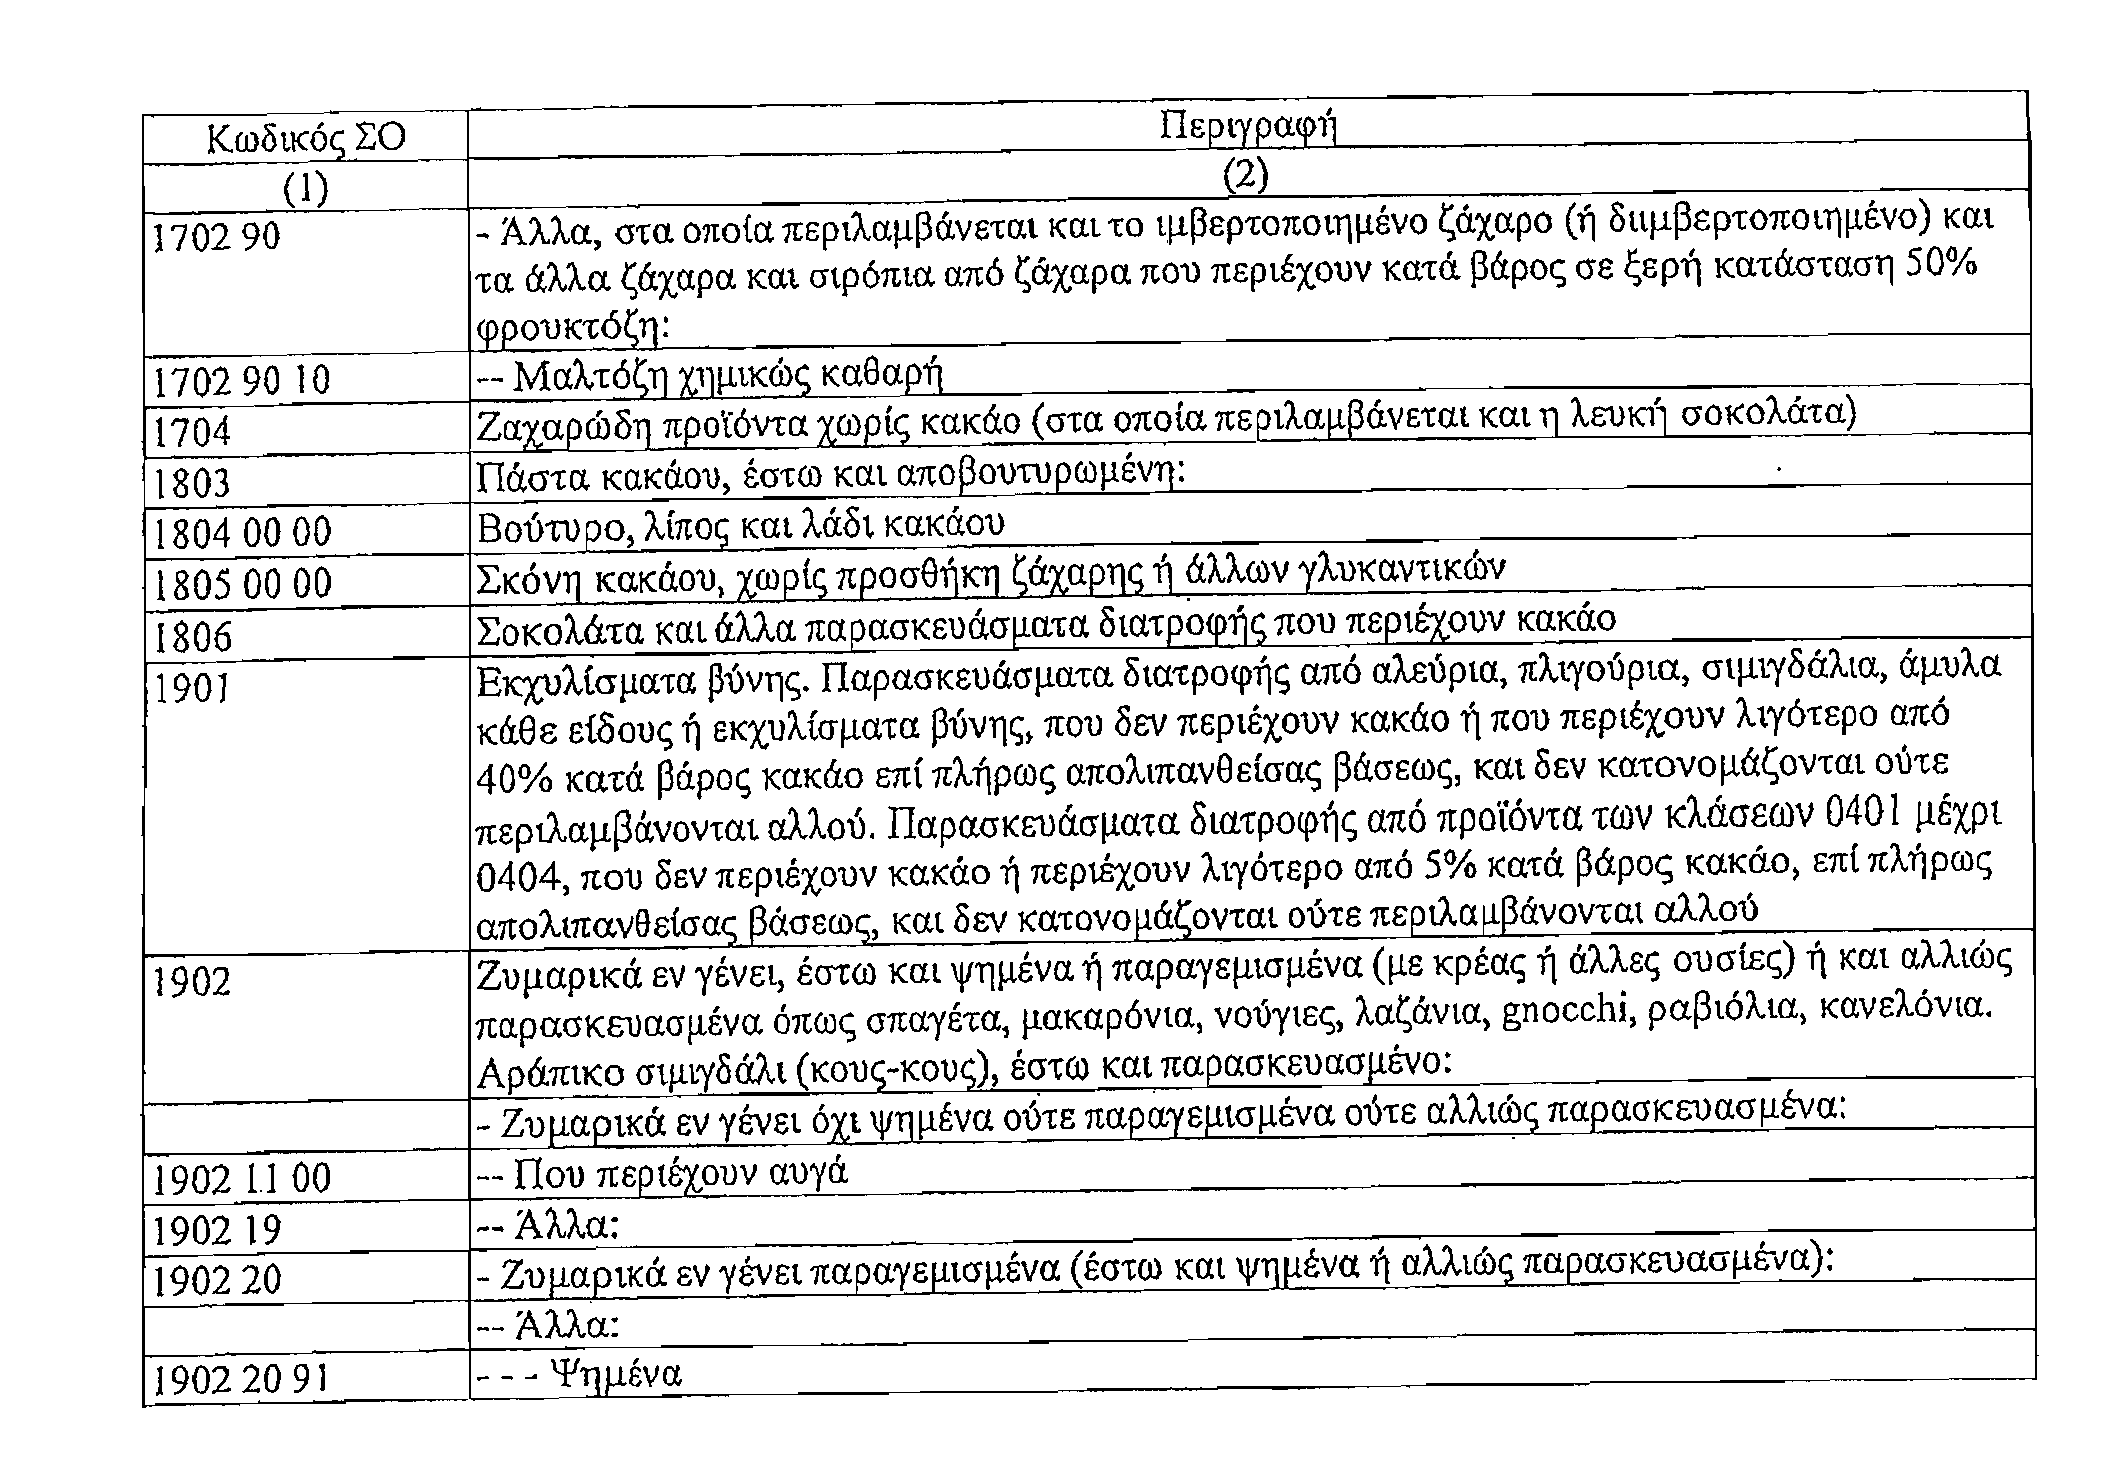 Κωδικός ΣΟ Περιγραφή
(1) (2)
1702 90 - Άλλα, στα οποία περιλαμβάνεται και το ιμβερτοποιημένο ζάχαρο (ή διιμβερτοποιημένο) και
τα άλλα ζάχαρα και σιρόπια από ζάχαρα που περιέχουν κατά βάρος σε ξερή κατάσταση 50%
φρουκτόζη:
1702 90 10 -- Μαλτόζη χημικώς καθαρή
1704 Ζαχαρώδη προϊόντα χωρίς κακάο (στα οποία περιλαμβάνεται και η λευκή σοκολάτα)
1803 Πάστα κακάου, έστω και αποβουτυρωμένη:
1804 00 00 Βούτυρο, λίπος και λάδι κακάου
1805 00 00 Σκόνη κακάου, χωρίς προσθήκη ζάχαρης ή άλλων γλυκαντικών
1806 Σοκολάτα και άλλα παρασκευάσματα διατροφής που περιέχουν κακάο
1901 Εκχυλίσματα βύνης. Παρασκευάσματα διατροφής από αλεύρια, πλιγούρια, σιμιγδάλια, άμυλα
κάθε είδους ή εκχυλίσματα βύνης, που δεν περιέχουν κακάο ή που περιέχουν λιγότερο από
40% κατά βάρος κακάο επί πλήρως απολιπανθείσας βάσεως, και δεν κατονομάζονται ούτε
περιλαμβάνονται αλλού. Παρασκευάσματα διατροφής από προϊόντα των κλάσεων 0401 μέχρι
0404, που δεν περιέχουν κακάο ή περιέχουν λιγότερο από 5% κατά βάρος κακάο, επί πλήρως
απολιπανθείσας βάσεως, και δεν κατονομάζονται ούτε περιλαμβάνονται αλλού
1902 Ζυμαρικά εν γένει, έστω και ψημένα ή παραγεμισμένα (με κρέας ή άλλες ουσίες) ή και αλλιώς
παρασκευασμένα όπως σπαγέτα, μακαρόνια, νούγιες, λαζάνια, gnocchi, ραβιόλια, κανελόνια.
Αράπικο σιμιγδάλι (κους-κους), έστω και παρασκευασμένο:
- Ζυμαρικά εν γένει όχι ψημένα ούτε παραγεμισμένα ούτε αλλιώς παρασκευασμένα:
1902 11 00 -- Που περιέχουν αυγά
1902 19 -- Άλλα:
1902 20 - Ζυμαρικά εν γένει παραγεμισμένα (έστω και ψημένα ή αλλιώς παρασκευασμένα):
-- Άλλα:
1902 20 91 - - - Ψημένα